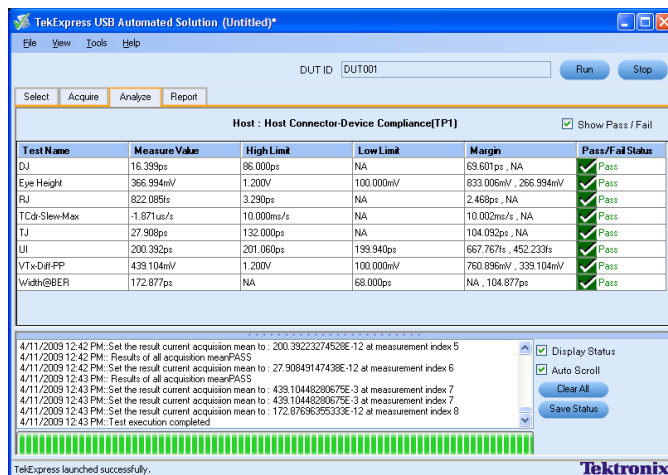 TekExpress USB Automated Solution (Untitled)*
File View Tools Help
DUT ID DUT001 Run Stop
Select Acquire Analyze Report
Host : Host Connector-Device Compliance(TP1) Show Pass / Fail
Test Name Measure Value High Limit Low Limit Margin Pass/Fail Status
DJ 16.399ps 86.000ps NA 69.601ps , NA Pass
Eye Height 366.994mV 1.200V 100.000mV 833.006mV , 266.994mV Pass
RJ 822.085fs 3.290ps NA 2.468ps , NA Pass
TCdr-Slew-Max -1.871us/s 10.000ms/s NA 10.002ms/s , NA Pass
TJ 27.908ps 132.000ps NA 104.092ps , NA Pass
UI 200.392ps 201.060ps 199.940ps 667.767fs , 452.233fs Pass
VTx-Diff-PP 439.104mV 1.200V 100.000mV 760.896mV , 339.104mV Pass
Width@BER 172.877ps NA 68.000ps NA , 104.877ps Pass
4/11/2009 12:42 PM::Set the result current acquisiion mean to : 200.39223274528E-12 at measurement index 5
4/11/2009 12:42 PM:: Results of all acquisition meanPASS
4/11/2009 12:42 PM::Set the result current acquisiion mean to : 27.90849147438E-12 at measurement index 6
4/11/2009 12:43 PM:: Results of all acquisition meanPASS
4/11/2009 12:43 PM::Set the result current acquisiion mean to : 439.10448280675E-3 at measurement index 7
4/11/2009 12:43 PM::Set the result current acquisiion mean to : 439.10448280675E-3 at measurement index 7
4/11/2009 12:43 PM::Set the result current acquisiion mean to : 172.87696355333E-12 at measurement index 8
4/11/2009 12:43 PM::Test execution completed
Display Status
Auto Scroll
Clear All
Save Status
TekExpress launched successfully.
Tektronix